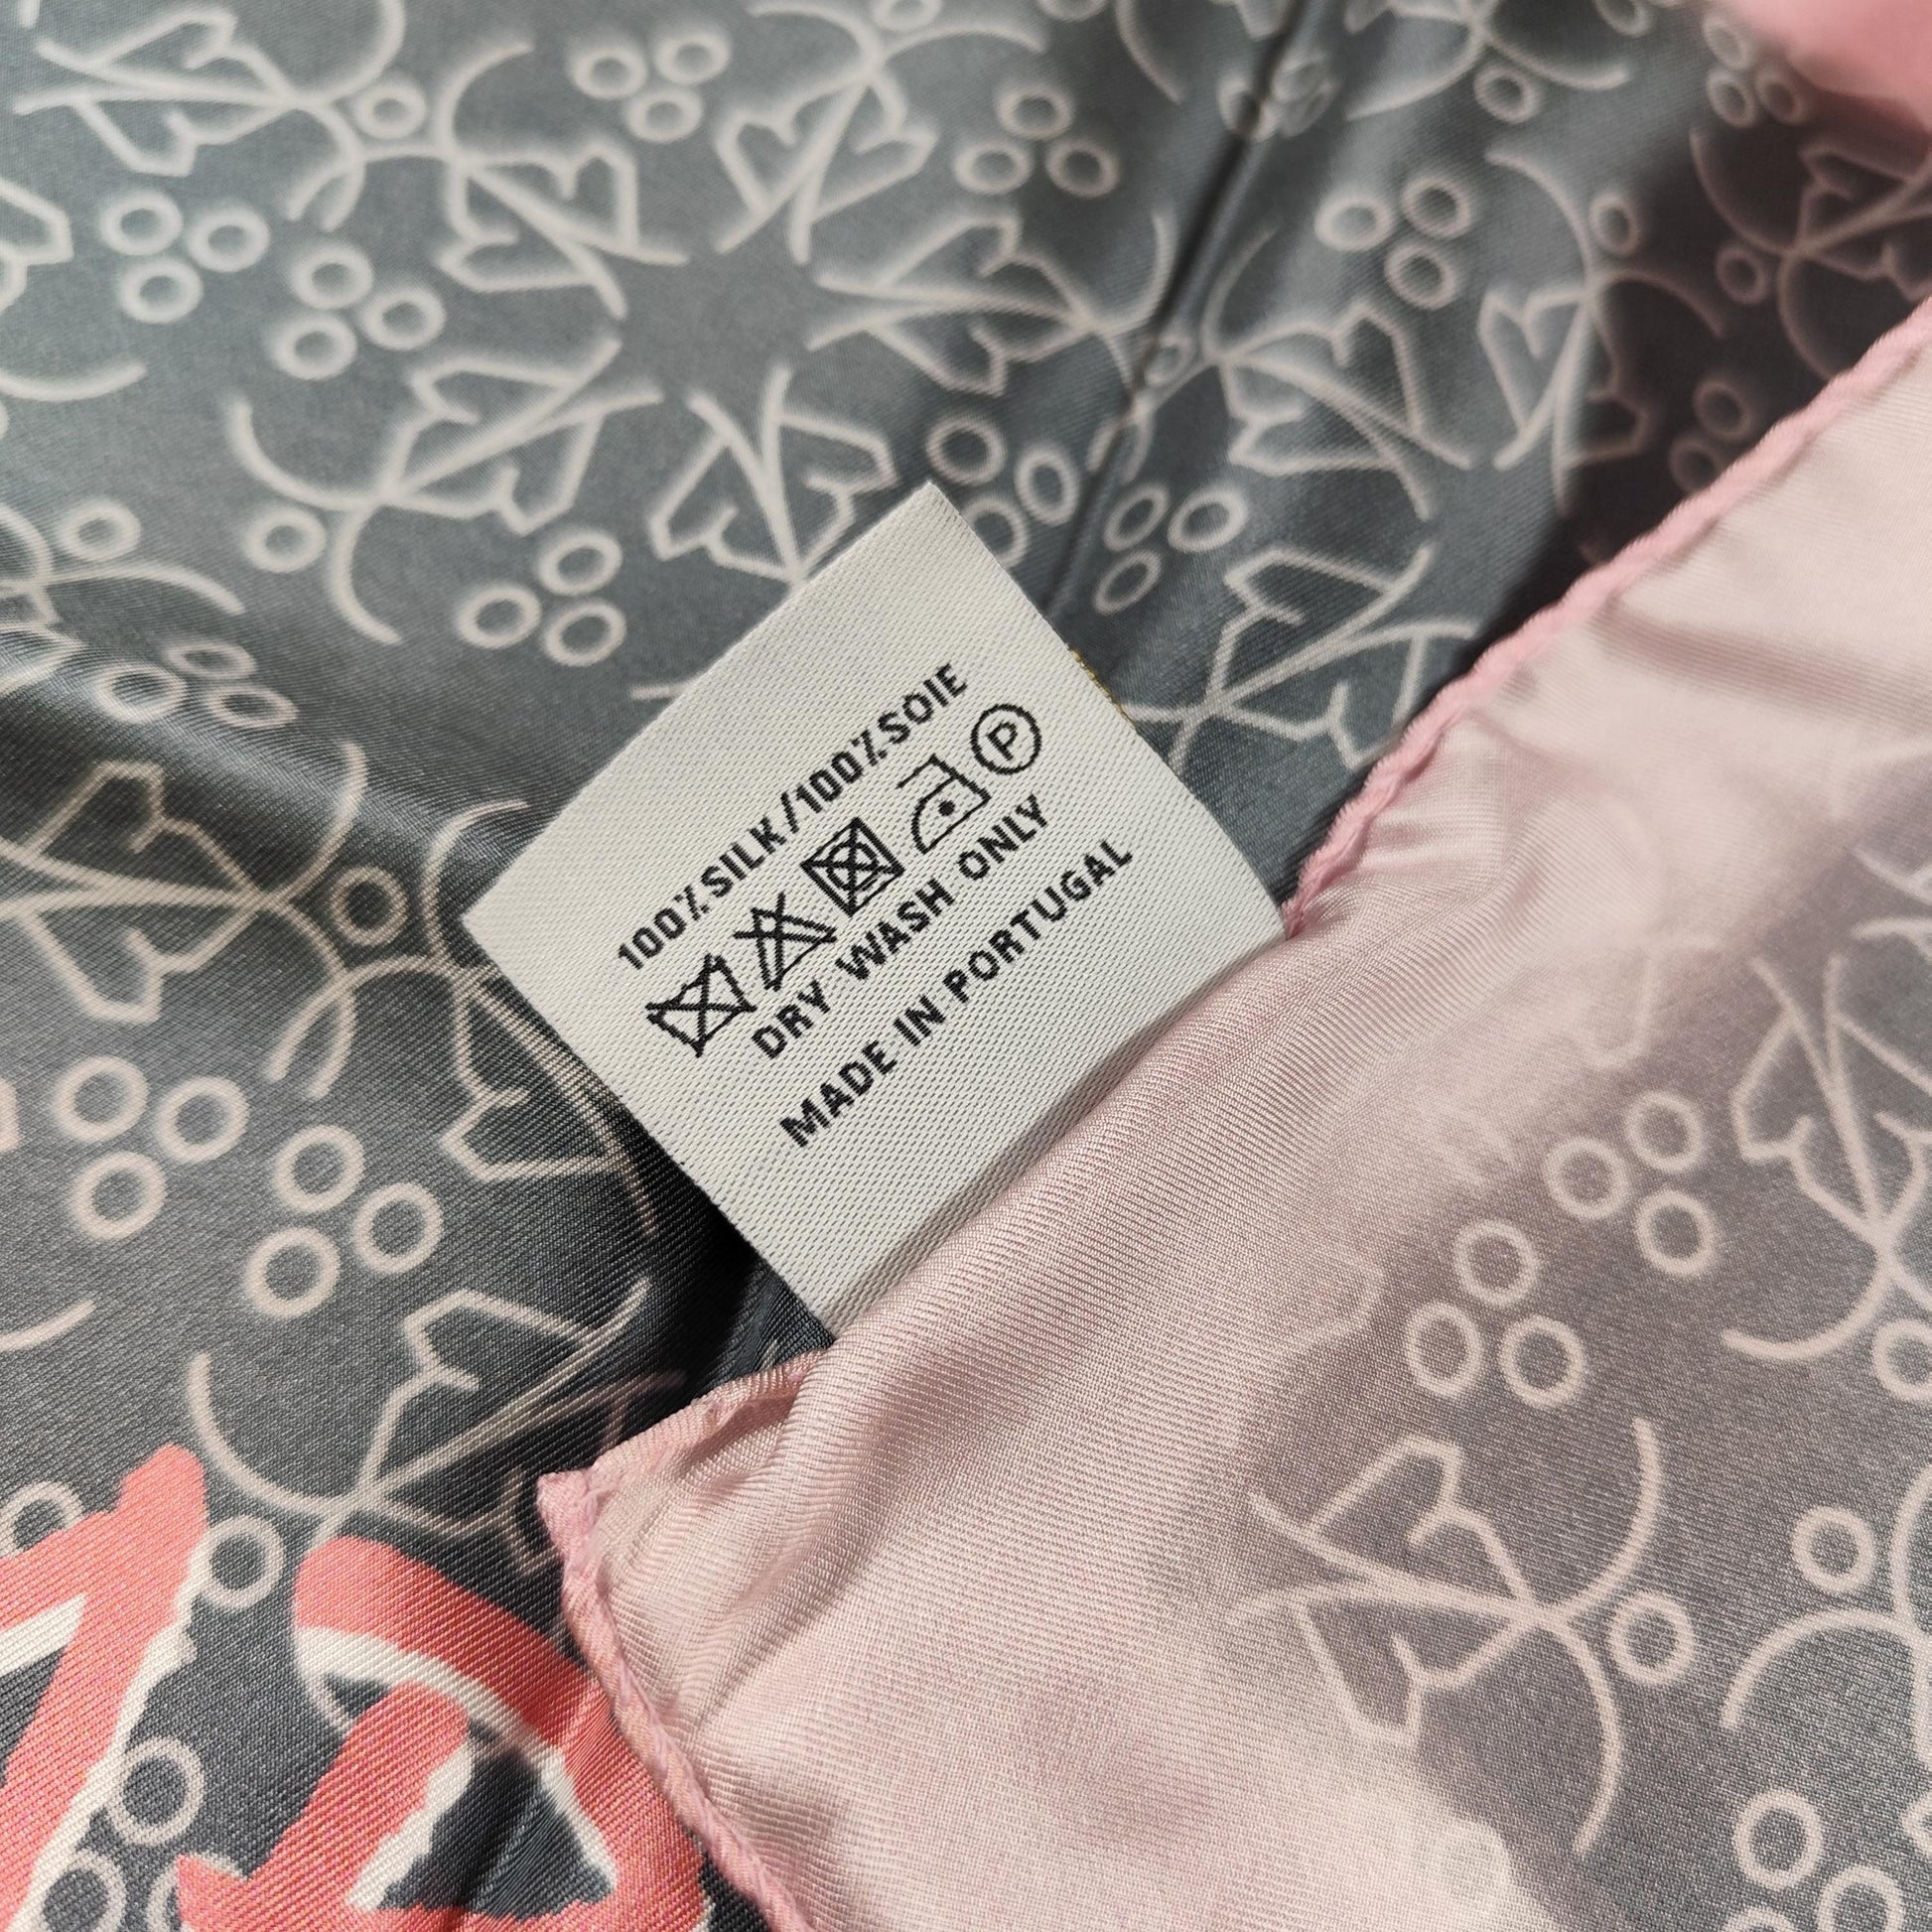 100%SILK/100%SOIE
P
DRY WASH ONLY
MADE IN PORTUGAL